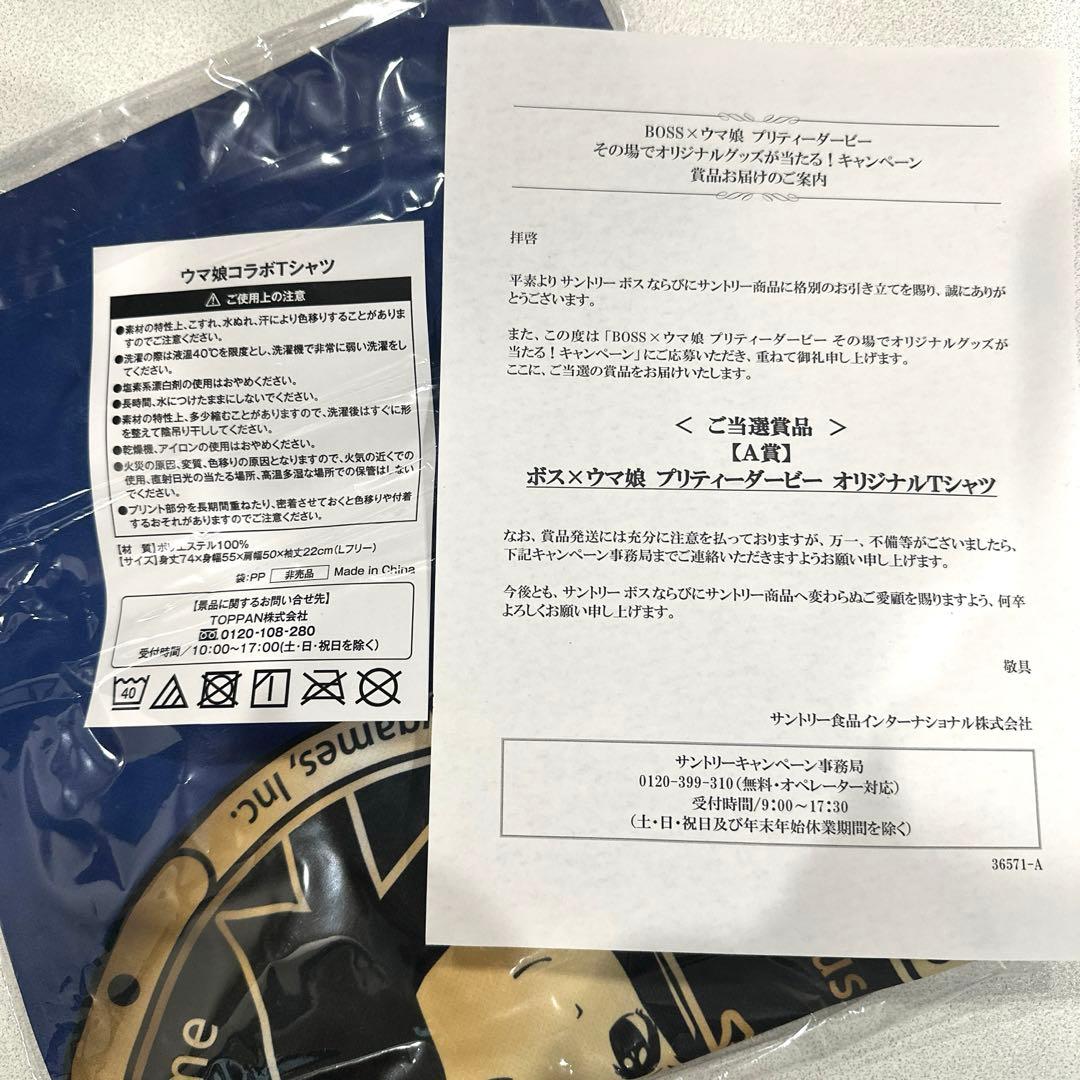 ウマ娘コラボTシャツ
ご使用上の注意
●素材の特性上、こすれ、水ぬれ、汗により色移りすることがありま
すのでご注意ください。
●洗濯の際は液温40℃を限度とし、洗濯機で非常に弱い洗濯をし
てください。
●塩素系漂白剤の使用はおやめください。
●長時間、水につけたままにしないでください。
●素材の特性上、多少縮むことがありますので、洗濯後はすぐに形
を整えて陰吊り干ししてください。
●乾燥機、アイロンの使用はおやめください。
●火災の原因、変質、色移りの原因となりますので、火気の近くでの
使用、直射日光の当たる場所、高温多湿な場所での保管はしない
でください。
●プリント部分を長期間重ねたり、密着させておくと色移りや付着
するおそれがありますのでご注意ください。
【材 質】ポリエステル100%
【サイズ】身丈74×身幅55×肩幅50×袖丈22cm(Lフリー)
袋:PP 非売品 Made in China
【景品に関するお問い合せ先】
TOPPAN株式会社
0120-108-280
受付時間/10:00~17:00(土・日・祝日を除く)
40
BOSS×ウマ娘 プリティーダービー
その場でオリジナルグッズが当たる!キャンペーン
賞品お届けのご案内
拝啓
平素より サントリー ボス ならびにサントリー商品に格別のお引き立てを賜り、誠にありが
とうございます。
また、この度は「BOSS×ウマ娘 プリティーダービー その場でオリジナルグッズが
当たる!キャンペーン」にご応募いただき、重ねて御礼申し上げます。
ここに、ご当選の賞品をお届けいたします。
< ご当選賞品 >
【A賞】
ボス×ウマ娘 プリティーダービー オリジナルTシャツ
なお、賞品発送には充分に注意を払っておりますが、万一、不備等がございましたら、
下記キャンペーン事務局までご連絡いただきますようお願い申し上げます。
今後とも、サントリー ボス ならびにサントリー商品へ変わらぬご愛顧を賜りますよう、何卒
よろしくお願い申し上げます。
敬具
サントリー食品インターナショナル株式会社
サントリーキャンペーン事務局
0120-399-310(無料・オペレーター対応)
受付時間/9:00~17:30
(土・日・祝日及び年末年始休業期間を除く)
36571-A
games, Inc.
me
us